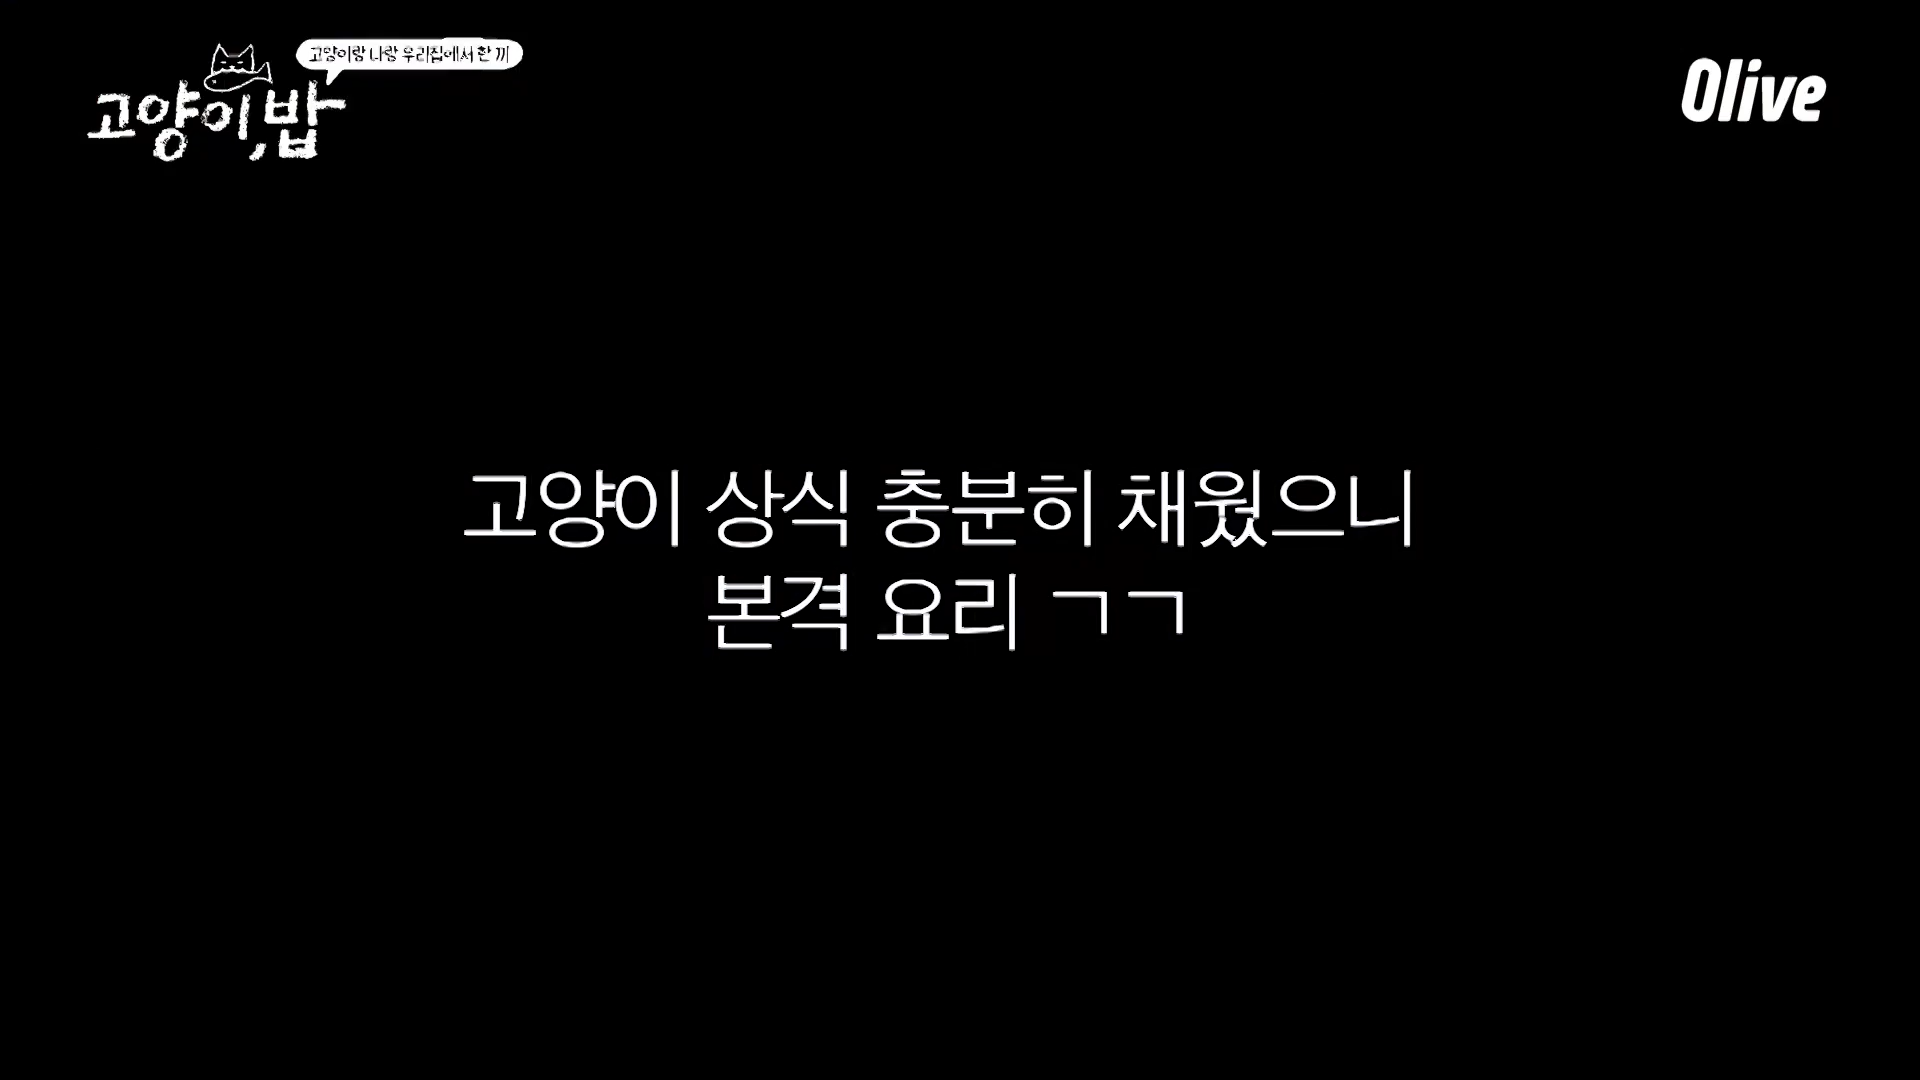 고양이랑 나랑 우리집에서 한 끼
고양이, 밥
Olive
고양이 상식 충분히 채웠으니
본격 요리 ㄱㄱ